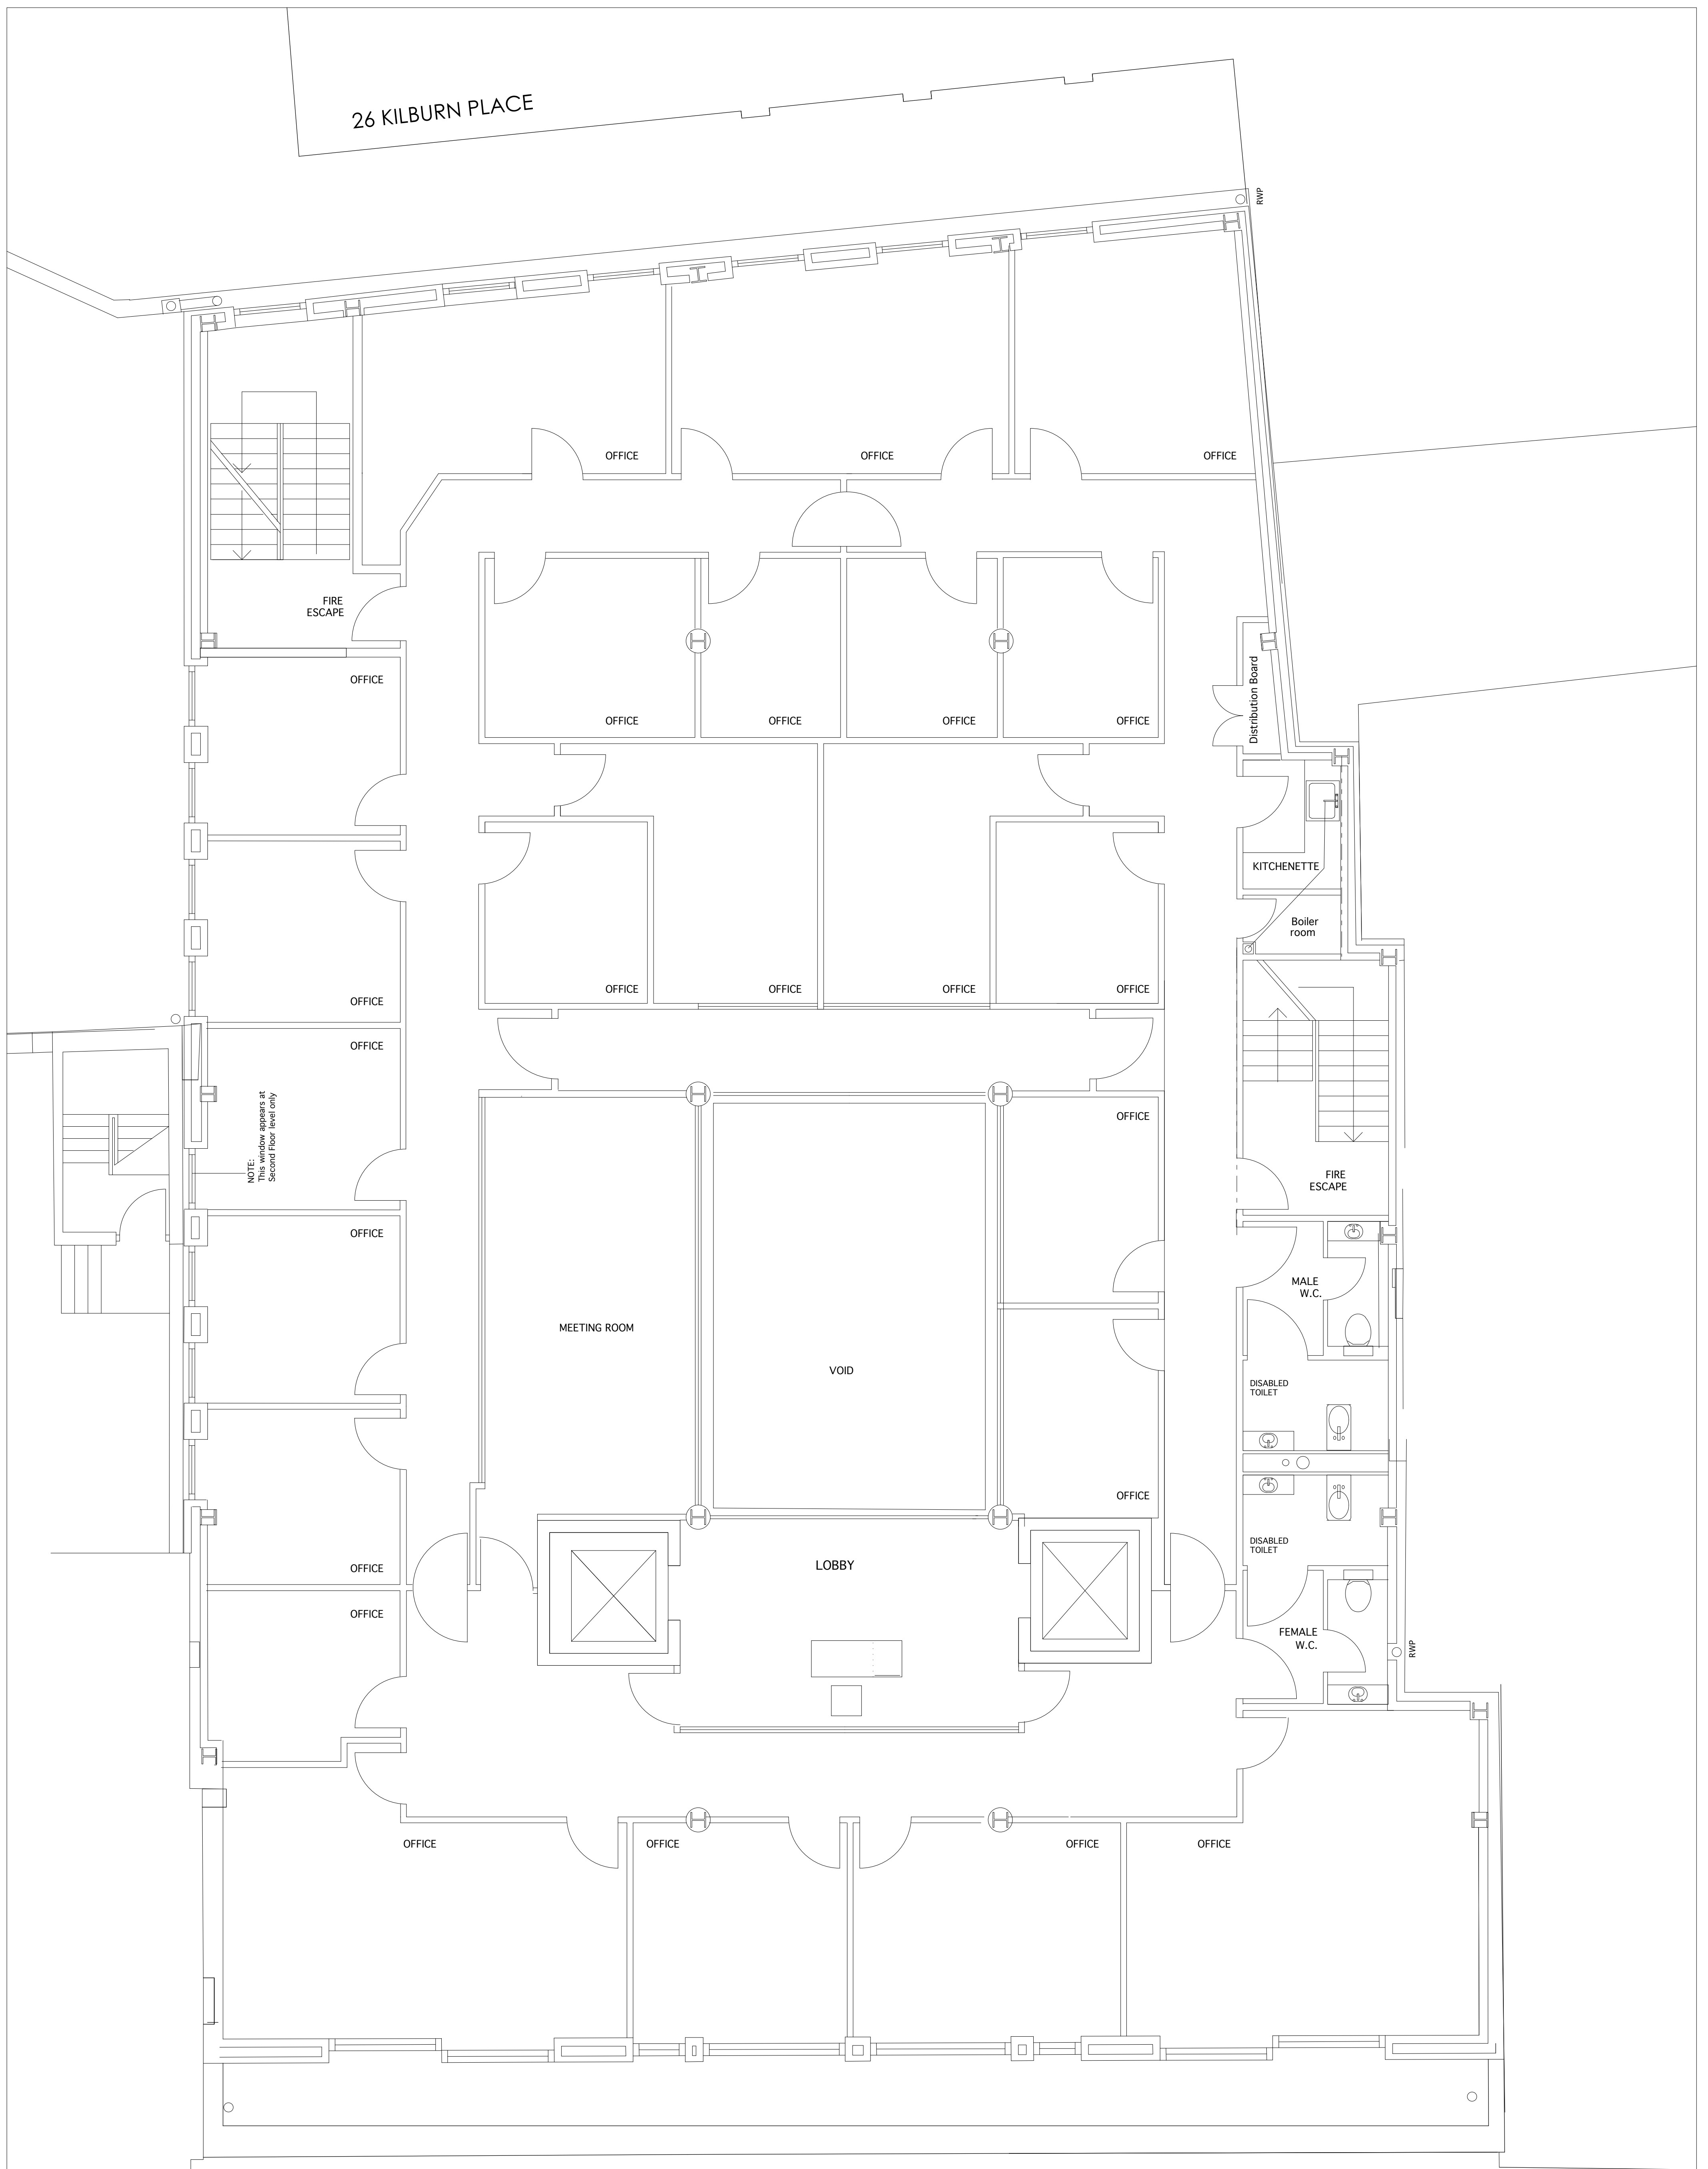 26 KILBURN PLACE
RWP
OFFICE
OFFICE
OFFICE
FIRE
ESCAPE
OFFICE
OFFICE
OFFICE
OFFICE
OFFICE
Distribution Board
KITCHENETTE
Boiler
room
OFFICE
OFFICE
OFFICE
OFFICE
OFFICE
OFFICE
NOTE:
This window appears at
Second Floor level only
OFFICE
FIRE
ESCAPE
OFFICE
MALE
W.C.
MEETING ROOM
VOID
DISABLED
TOILET
OFFICE
DISABLED
TOILET
LOBBY
OFFICE
OFFICE
FEMALE
W.C.
RWP
OFFICE
OFFICE
OFFICE
OFFICE